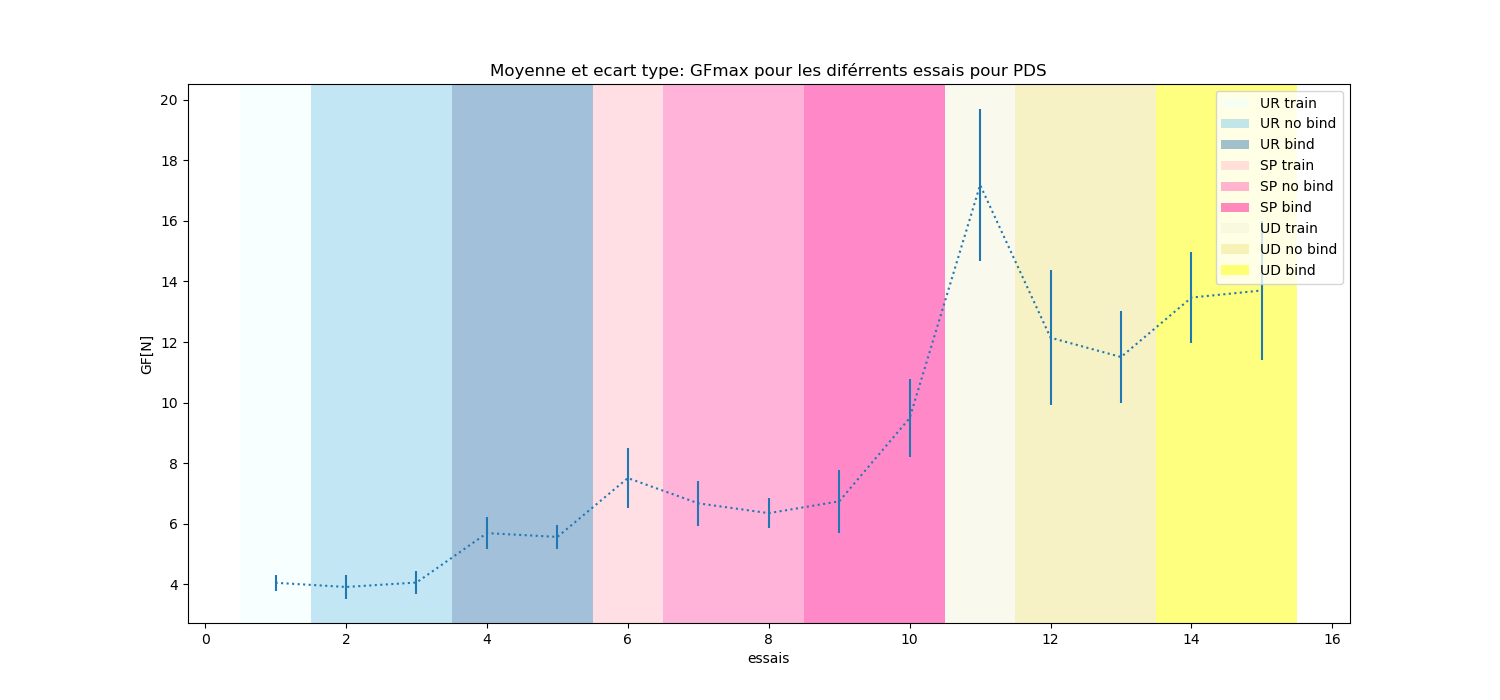 Moyenne et ecart type: GFmax pour les diférrents essais pour PDS
20
18
16
14
12
10
8
6
4
GF[N]
0 2 4 6 8 10 12 14 16
essais
UR train
UR no bind
UR bind
SP train
SP no bind
SP bind
UD train
UD no bind
UD bind